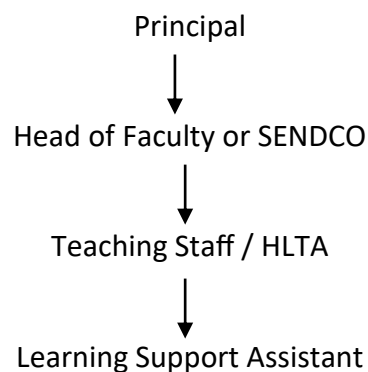 Principal
Head of Faculty or SENDCO
Teaching Staff / HLTA
Learning Support Assistant